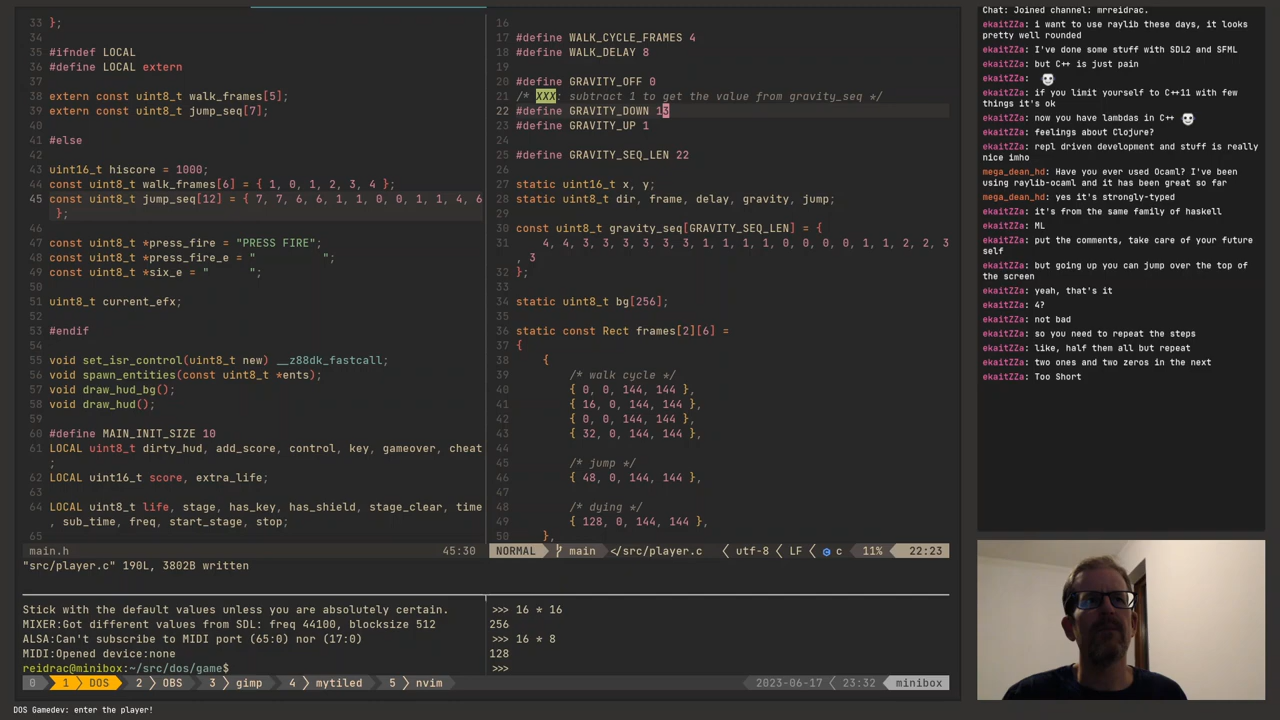 33 };
34
35 #ifndef LOCAL
36 #define LOCAL extern
37
38 extern const uint8_t walk_frames[5];
39 extern const uint8_t jump_seq[7];
40
41 #else
42
43 uint16_t hiscore = 1000;
44 const uint8_t walk_frames[6] = { 1, 0, 1, 2, 3, 4 };
45 const uint8_t jump_seq[12] = { 7, 7, 6, 6, 1, 1, 0, 0, 1, 1, 4, 6
};
46
47 const uint8_t *press_fire = "PRESS FIRE";
48 const uint8_t *press_fire_e = "          ";
49 const uint8_t *six_e = "      ";
50
51 uint8_t current_efx;
52
53 #endif
54
55 void set_isr_control(uint8_t new) __z88dk_fastcall;
56 void spawn_entities(const uint8_t *ents);
57 void draw_hud_bg();
58 void draw_hud();
59
60 #define MAIN_INIT_SIZE 10
61 LOCAL uint8_t dirty_hud, add_score, control, key, gameover, cheat
;
62 LOCAL uint16_t score, extra_life;
63
64 LOCAL uint8_t life, stage, has_key, has_shield, stage_clear, time
, sub_time, freq, start_stage, stop;
65
main.h 45:30
16
17 #define WALK_CYCLE_FRAMES 4
18 #define WALK_DELAY 8
19
20 #define GRAVITY_OFF 0
21 /* XXX: subtract 1 to get the value from gravity_seq */
22 #define GRAVITY_DOWN 13
23 #define GRAVITY_UP 1
24
25 #define GRAVITY_SEQ_LEN 22
26
27 static uint16_t x, y;
28 static uint8_t dir, frame, delay, gravity, jump;
29
30 const uint8_t gravity_seq[GRAVITY_SEQ_LEN] = {
31 4, 4, 3, 3, 3, 3, 3, 3, 1, 1, 1, 1, 0, 0, 0, 0, 1, 1, 2, 2, 3
, 3
32 };
33
34 static uint8_t bg[256];
35
36 static const Rect frames[2][6] =
37 {
38 {
39 /* walk cycle */
40 { 0, 0, 144, 144 },
41 { 16, 0, 144, 144 },
42 { 0, 0, 144, 144 },
43 { 32, 0, 144, 144 },
44
45 /* jump */
46 { 48, 0, 144, 144 },
47
48 /* dying */
49 { 128, 0, 144, 144 },
50 },
NORMAL main </src/player.c utf-8 LF c 11% 22:23
"src/player.c" 190L, 3802B written
Stick with the default values unless you are absolutely certain.
MIXER:Got different values from SDL: freq 44100, blocksize 512
ALSA:Can't subscribe to MIDI port (65:0) nor (17:0)
MIDI:Opened device:none
reidrac@minibox:~/src/dos/game$
>>> 16 * 16
256
>>> 16 * 8
128
>>>
0 1 DOS 2 OBS 3 gimp 4 mytiled 5 nvim 2023-06-17 23:32 minibox
DOS Gamedev: enter the player!
Chat: Joined channel: mrreidrac.
ekaitZZa: i want to use raylib these days, it looks
pretty well rounded
ekaitZZa: I've done some stuff with SDL2 and SFML
ekaitZZa: but C++ is just pain
ekaitZZa: 💀
ekaitZZa: if you limit yourself to C++11 with few
things it's ok
ekaitZZa: now you have lambdas in C++ 💀
ekaitZZa: feelings about Clojure?
ekaitZZa: repl driven development and stuff is really
nice imho
mega_dean_hd: Have you ever used Ocaml? I've been
using raylib-ocaml and it has been great so far
mega_dean_hd: yes it's strongly-typed
ekaitZZa: it's from the same family of haskell
ekaitZZa: ML
ekaitZZa: put the comments, take care of your future
self
ekaitZZa: but going up you can jump over the top of
the screen
ekaitZZa: yeah, that's it
ekaitZZa: 4?
ekaitZZa: not bad
ekaitZZa: so you need to repeat the steps
ekaitZZa: like, half them all but repeat
ekaitZZa: two ones and two zeros in the next
ekaitZZa: Too Short